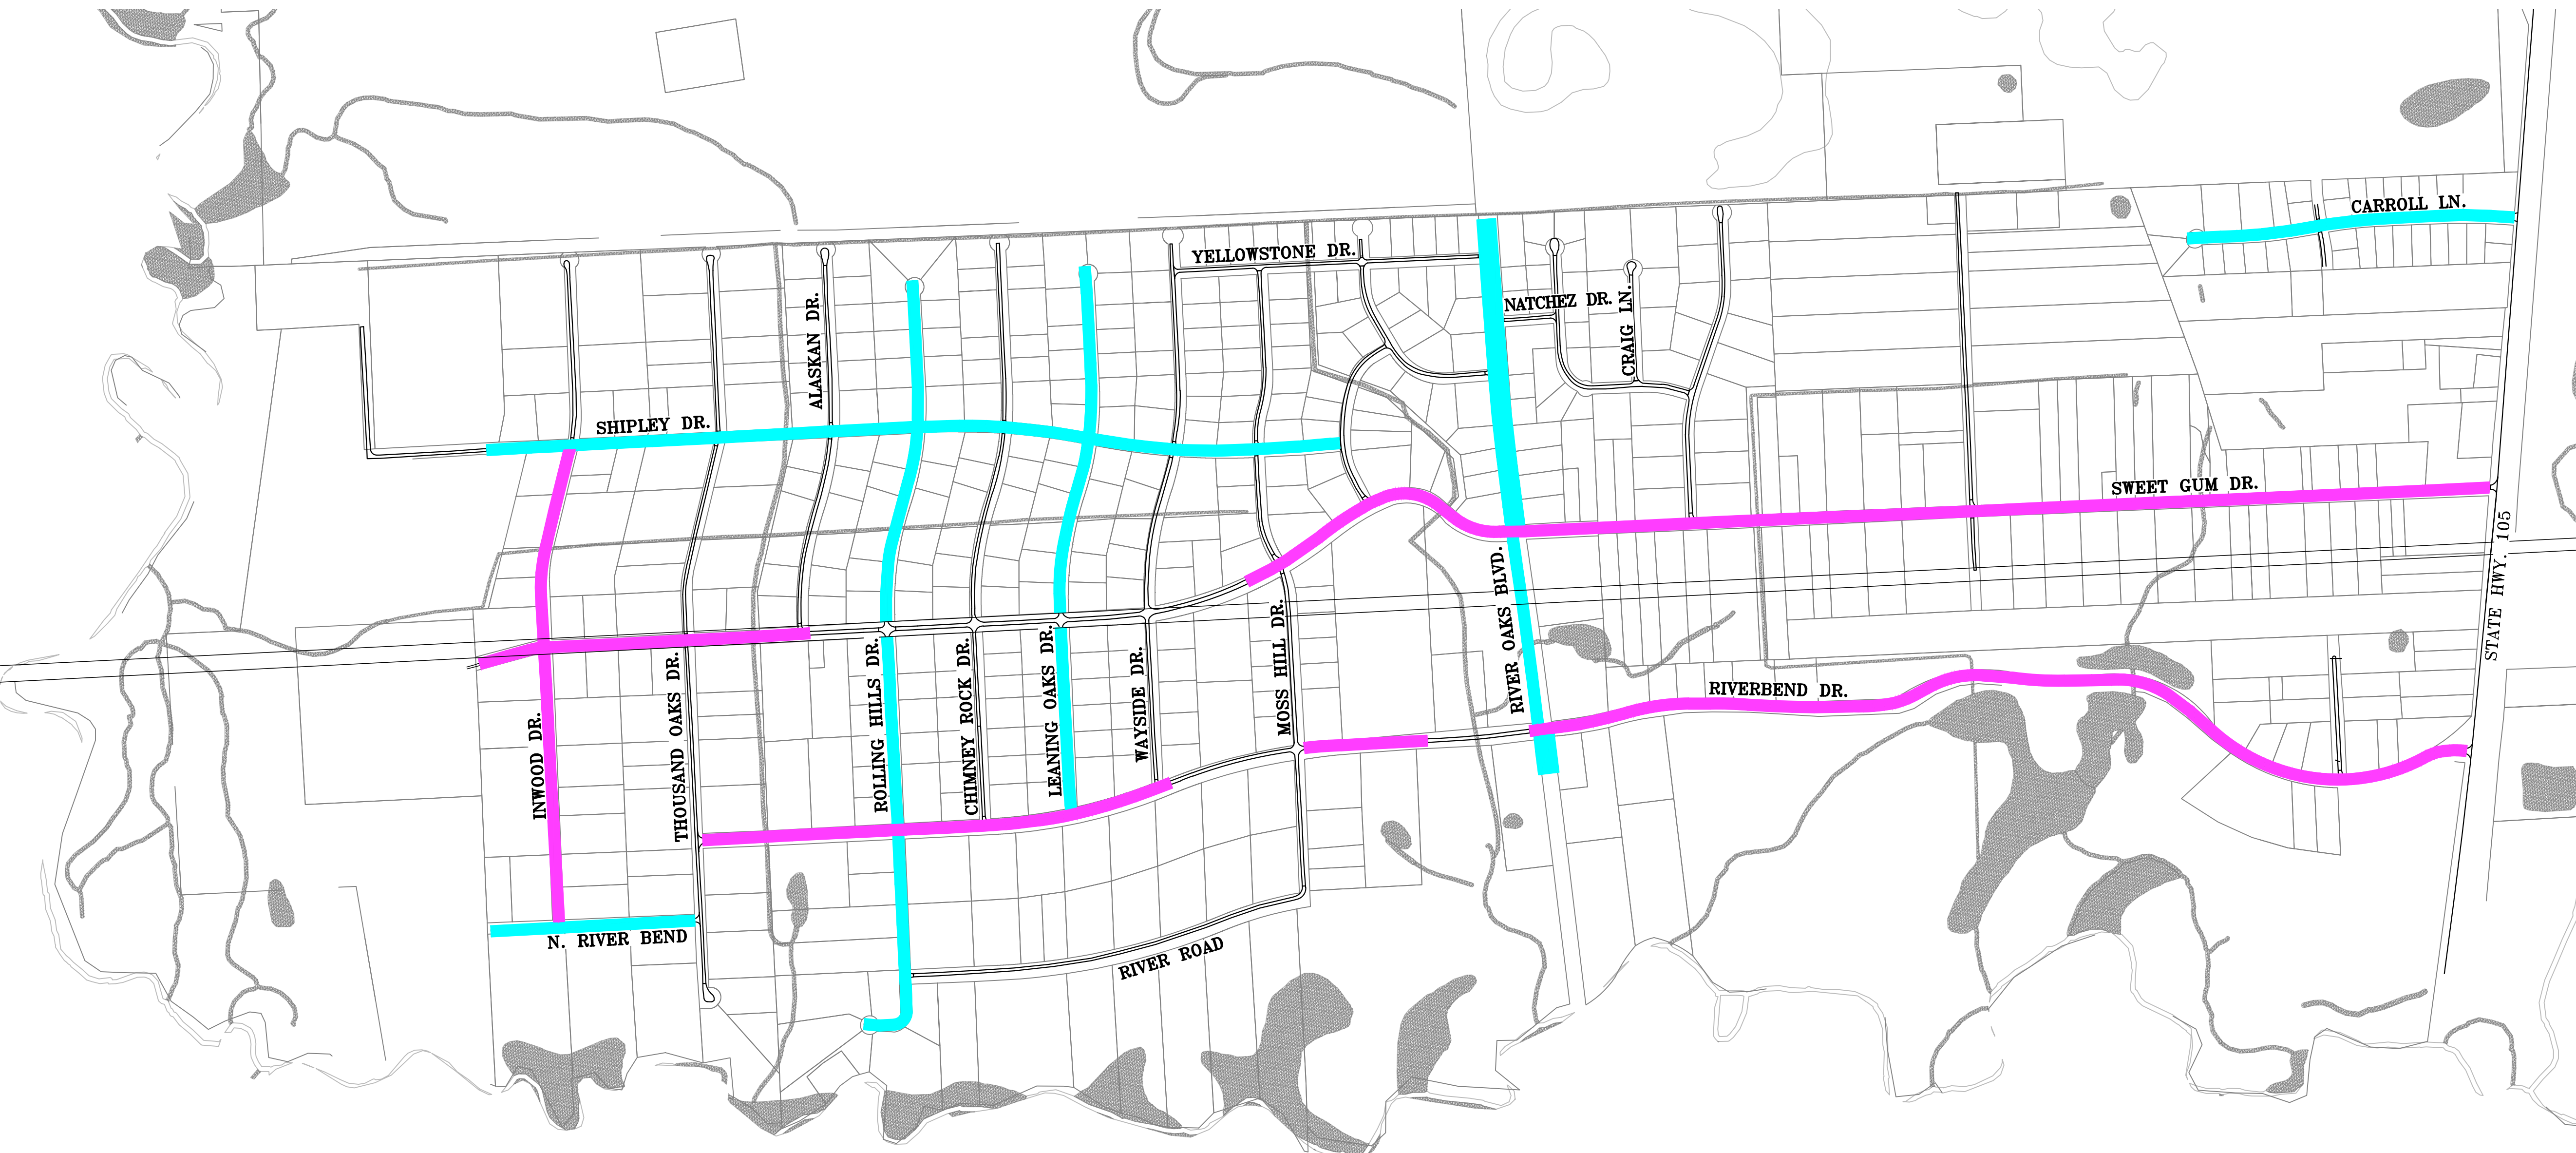 CARROLL LN.
YELLOWSTONE DR.
NATCHEZ DR.
CRAIG LN.
ALASKAN DR.
SHIPLEY DR.
SWEET GUM DR.
STATE HWY. 105
RIVER OAKS BLVD.
MOSS HILL DR.
RIVERBEND DR.
INWOOD DR.
THOUSAND OAKS DR.
ROLLING HILLS DR.
CHIMNEY ROCK DR.
LEANING OAKS DR.
WAYSIDE DR.
N. RIVER BEND
RIVER ROAD